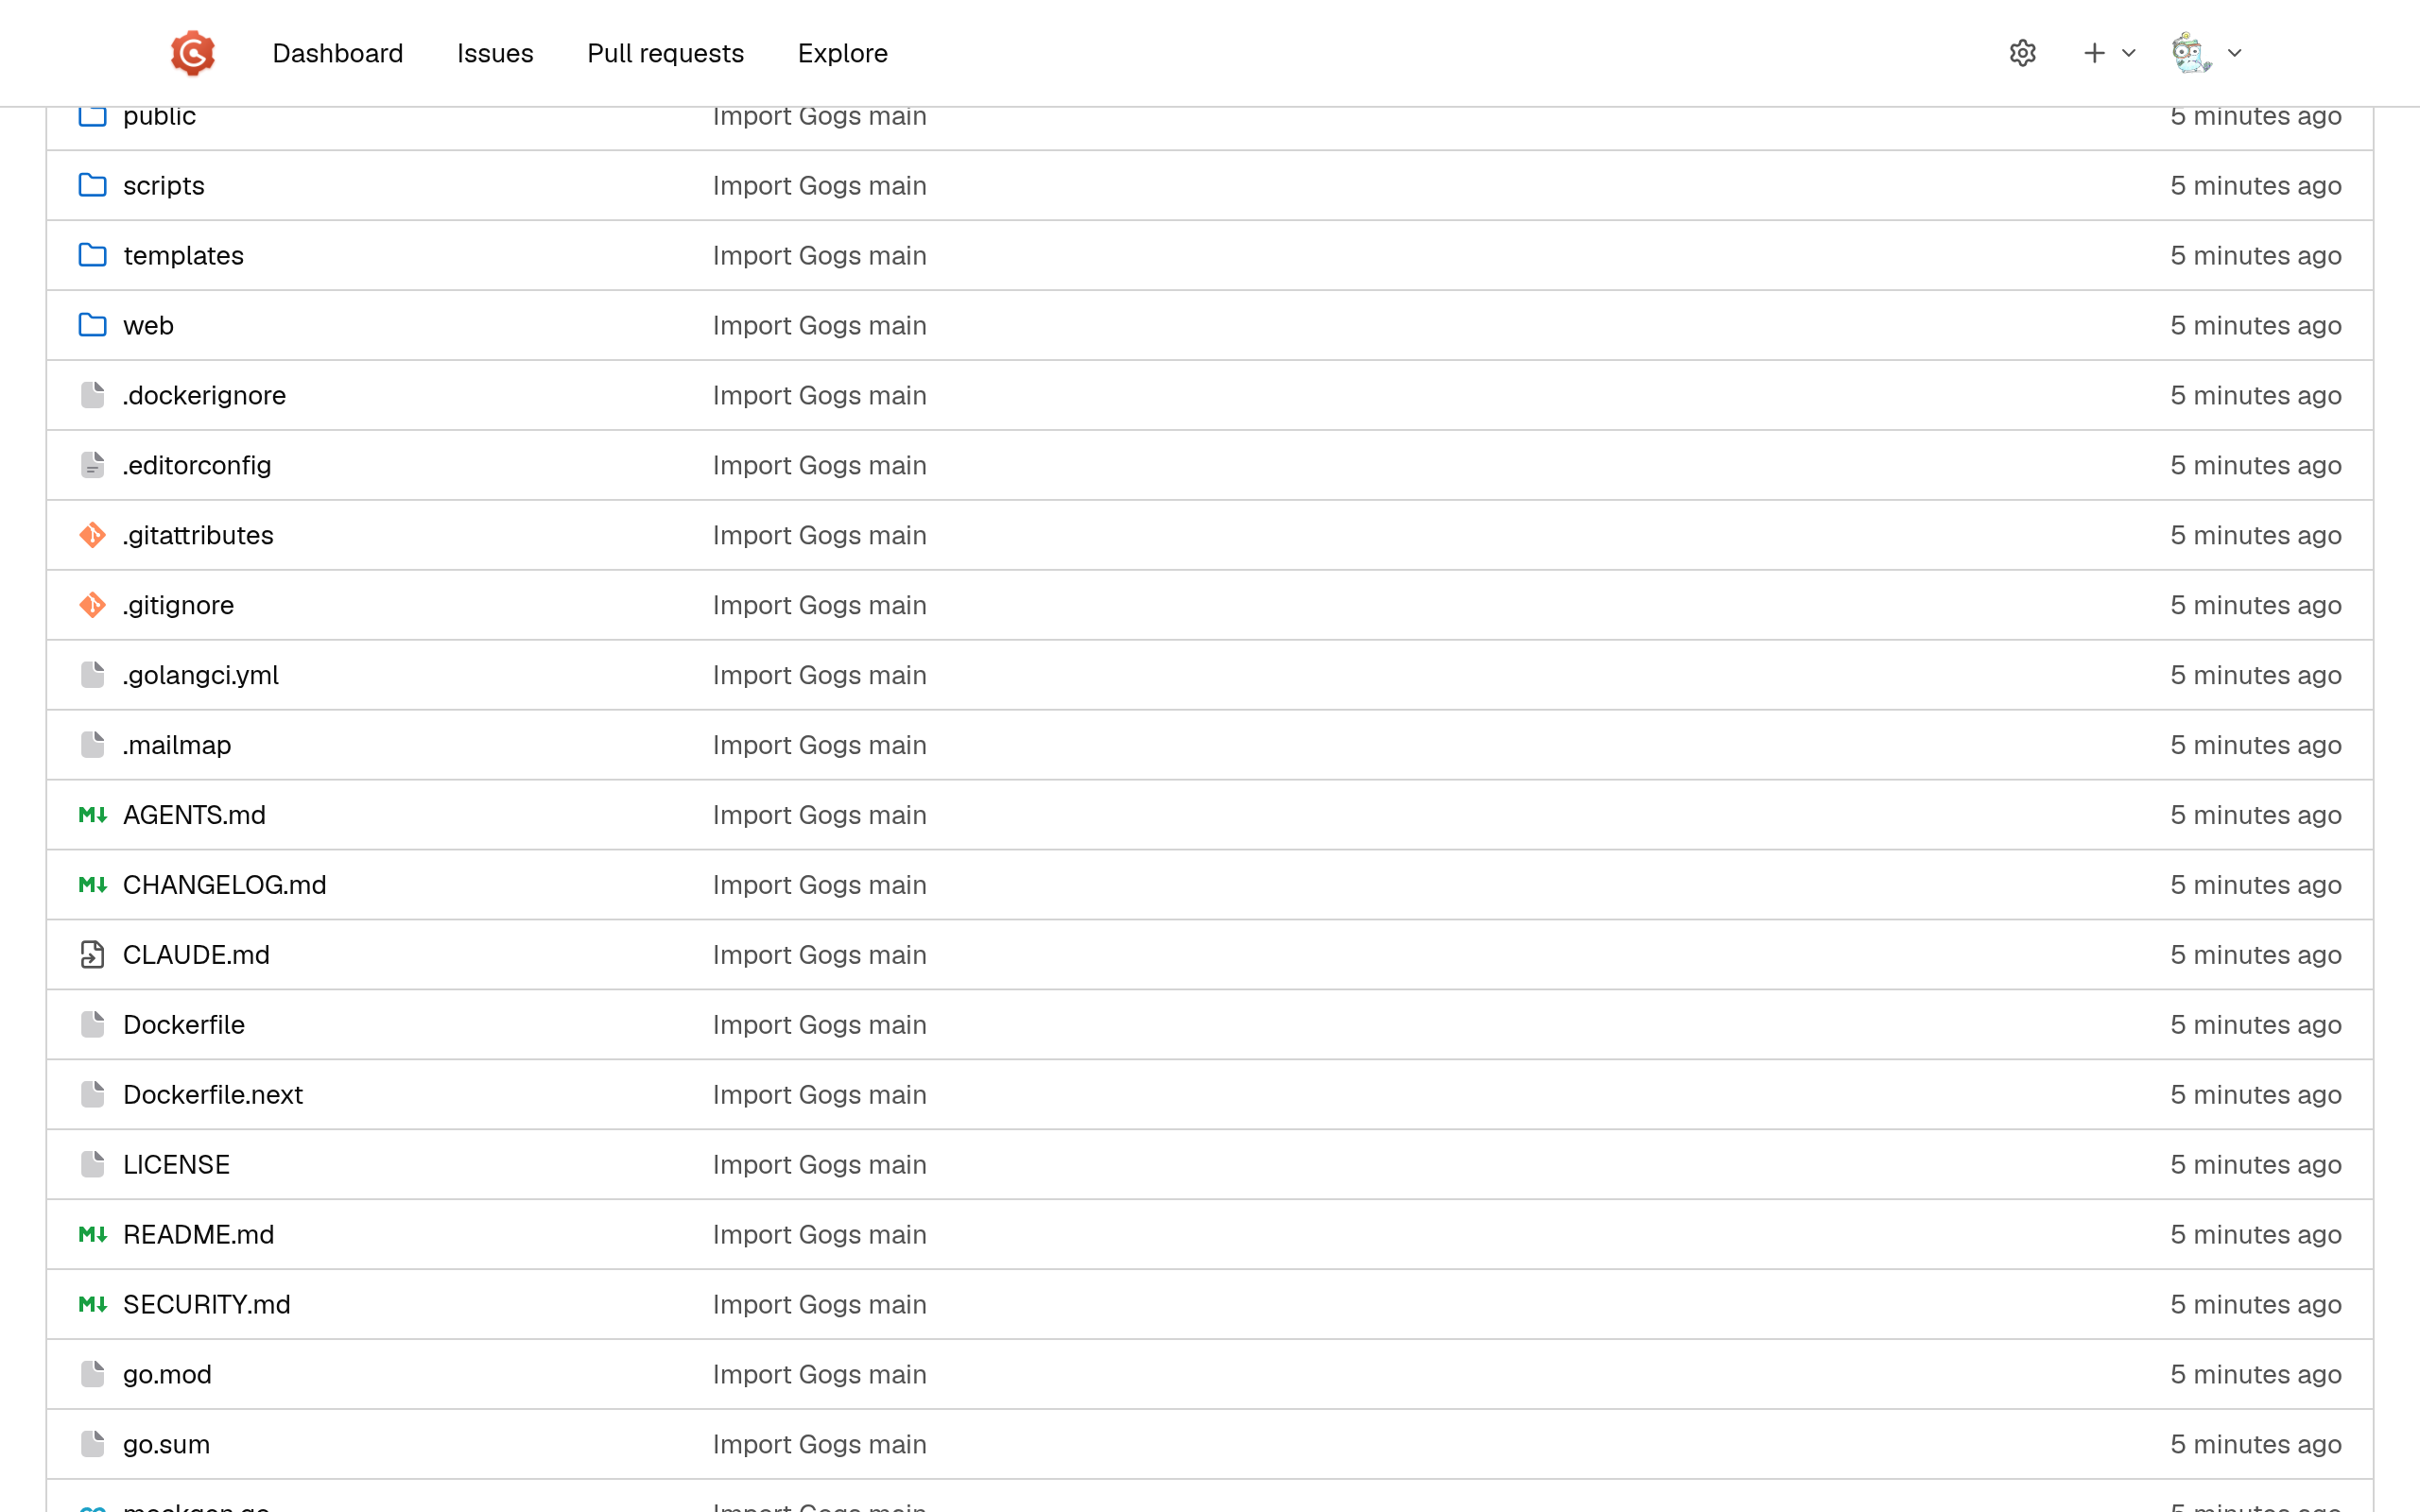 Dashboard Issues Pull requests Explore
public Import Gogs main 5 minutes ago
scripts Import Gogs main 5 minutes ago
templates Import Gogs main 5 minutes ago
web Import Gogs main 5 minutes ago
.dockerignore Import Gogs main 5 minutes ago
.editorconfig Import Gogs main 5 minutes ago
.gitattributes Import Gogs main 5 minutes ago
.gitignore Import Gogs main 5 minutes ago
.golangci.yml Import Gogs main 5 minutes ago
.mailmap Import Gogs main 5 minutes ago
AGENTS.md Import Gogs main 5 minutes ago
CHANGELOG.md Import Gogs main 5 minutes ago
CLAUDE.md Import Gogs main 5 minutes ago
Dockerfile Import Gogs main 5 minutes ago
Dockerfile.next Import Gogs main 5 minutes ago
LICENSE Import Gogs main 5 minutes ago
README.md Import Gogs main 5 minutes ago
SECURITY.md Import Gogs main 5 minutes ago
go.mod Import Gogs main 5 minutes ago
go.sum Import Gogs main 5 minutes ago
mockgen.go Import Gogs main 5 minutes ago